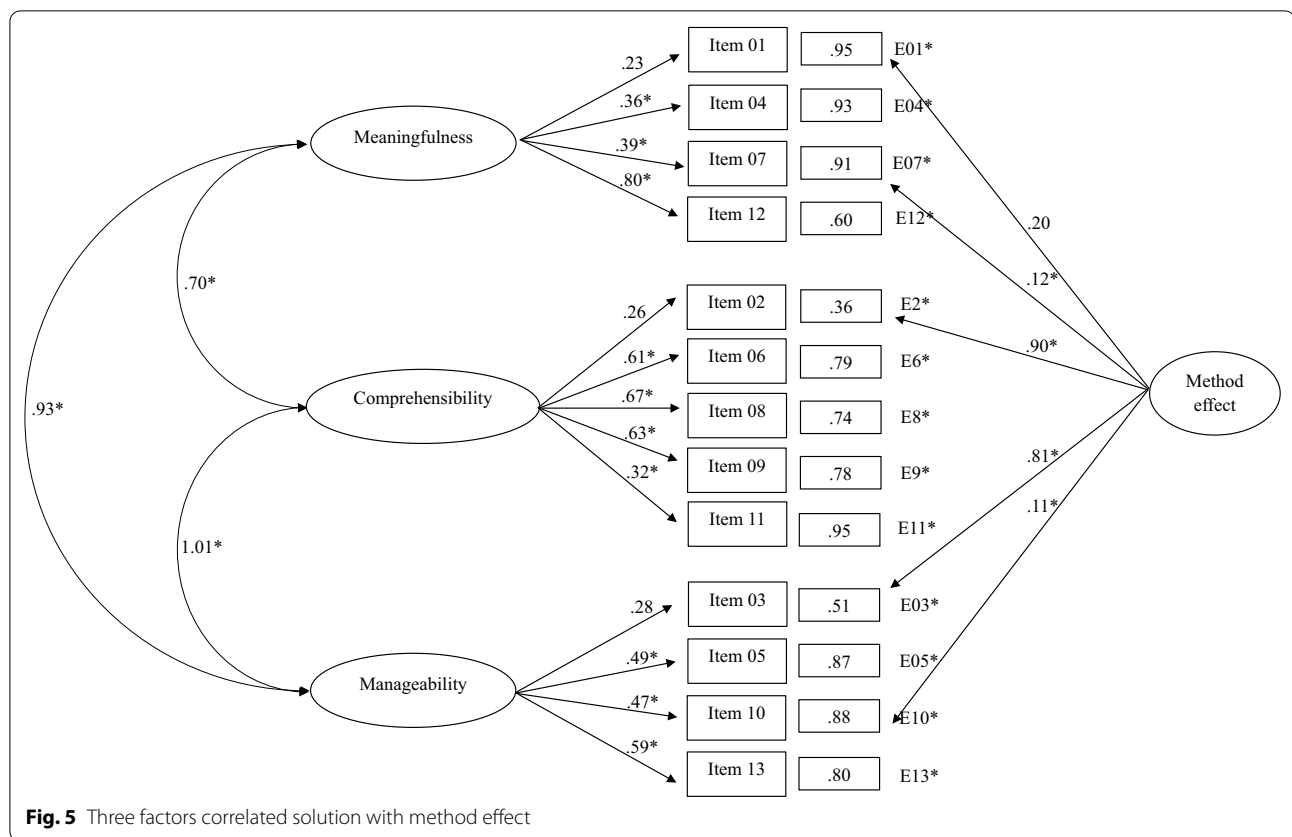 .23 Item 01 .95 E01*
.36* Item 04 .93 E04*
Meaningfulness
.39* Item 07 .91 E07*
.80* Item 12 .60 E12*
.20
.12*
.70*
.26 Item 02 .36 E2*
.90*
.61* Item 06 .79 E6*
Comprehensibility
.67* Item 08 .74 E8*
.63* Item 09 .78 E9*
.32* Item 11 .95 E11*
Method
effect
.93*
.81*
.11*
1.01*
.28 Item 03 .51 E03*
.49* Item 05 .87 E05*
Manageability
.47* Item 10 .88 E10*
.59* Item 13 .80 E13*
Fig. 5 Three factors correlated solution with method effect